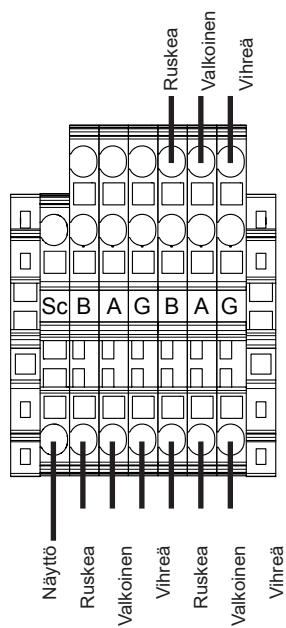 Ruskea
Valkoinen
Vihreä
Sc B A G B A G
Näyttö
Ruskea
Valkoinen
Vihreä
Ruskea
Valkoinen
Vihreä